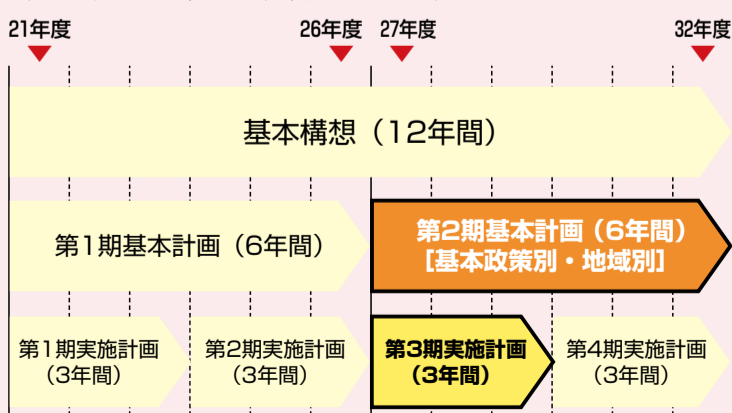 21年度 26年度 27年度 32年度
基本構想（12年間）
第1期基本計画（6年間）
第2期基本計画（6年間）
［基本政策別・地域別］
第1期実施計画
（3年間）
第2期実施計画
（3年間）
第3期実施計画
（3年間）
第4期実施計画
（3年間）